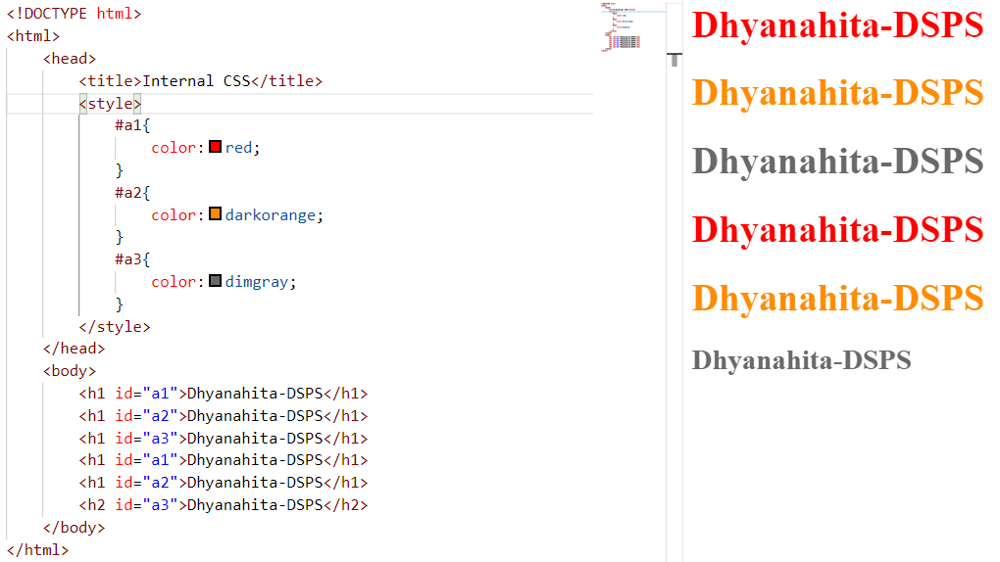 <!DOCTYPE html>
<html>
<head>
<title>Internal CSS</title>
<style>
#a1{
color:red;
}
#a2{
color:darkorange;
}
#a3{
color:dimgray;
}
</style>
</head>
<body>
<h1 id="a1">Dhyanahita-DSPS</h1>
<h1 id="a2">Dhyanahita-DSPS</h1>
<h1 id="a3">Dhyanahita-DSPS</h1>
<h1 id="a1">Dhyanahita-DSPS</h1>
<h1 id="a2">Dhyanahita-DSPS</h1>
<h2 id="a3">Dhyanahita-DSPS</h2>
</body>
</html>
Dhyanahita-DSPS
Dhyanahita-DSPS
Dhyanahita-DSPS
Dhyanahita-DSPS
Dhyanahita-DSPS
Dhyanahita-DSPS